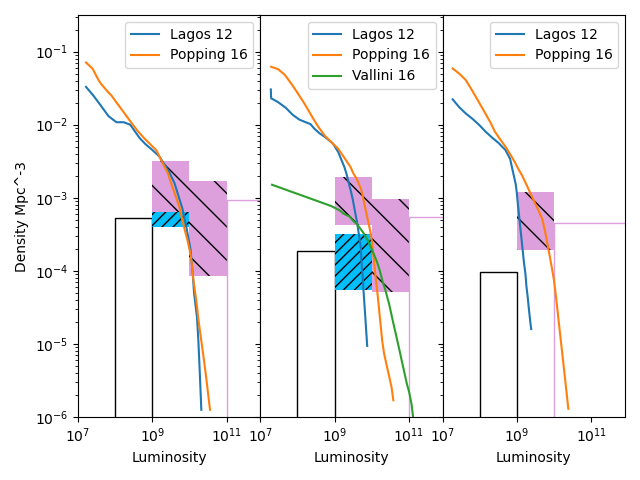 Lagos 12
Popping 16
Lagos 12
Popping 16
Vallini 16
Lagos 12
Popping 16
Density Mpc^-3
10^{-1}
10^{-2}
10^{-3}
10^{-4}
10^{-5}
10^{-6}
10^{7} 10^{9} 10^{11}
10^{7} 10^{9} 10^{11}
10^{7} 10^{9} 10^{11}
Luminosity
Luminosity
Luminosity